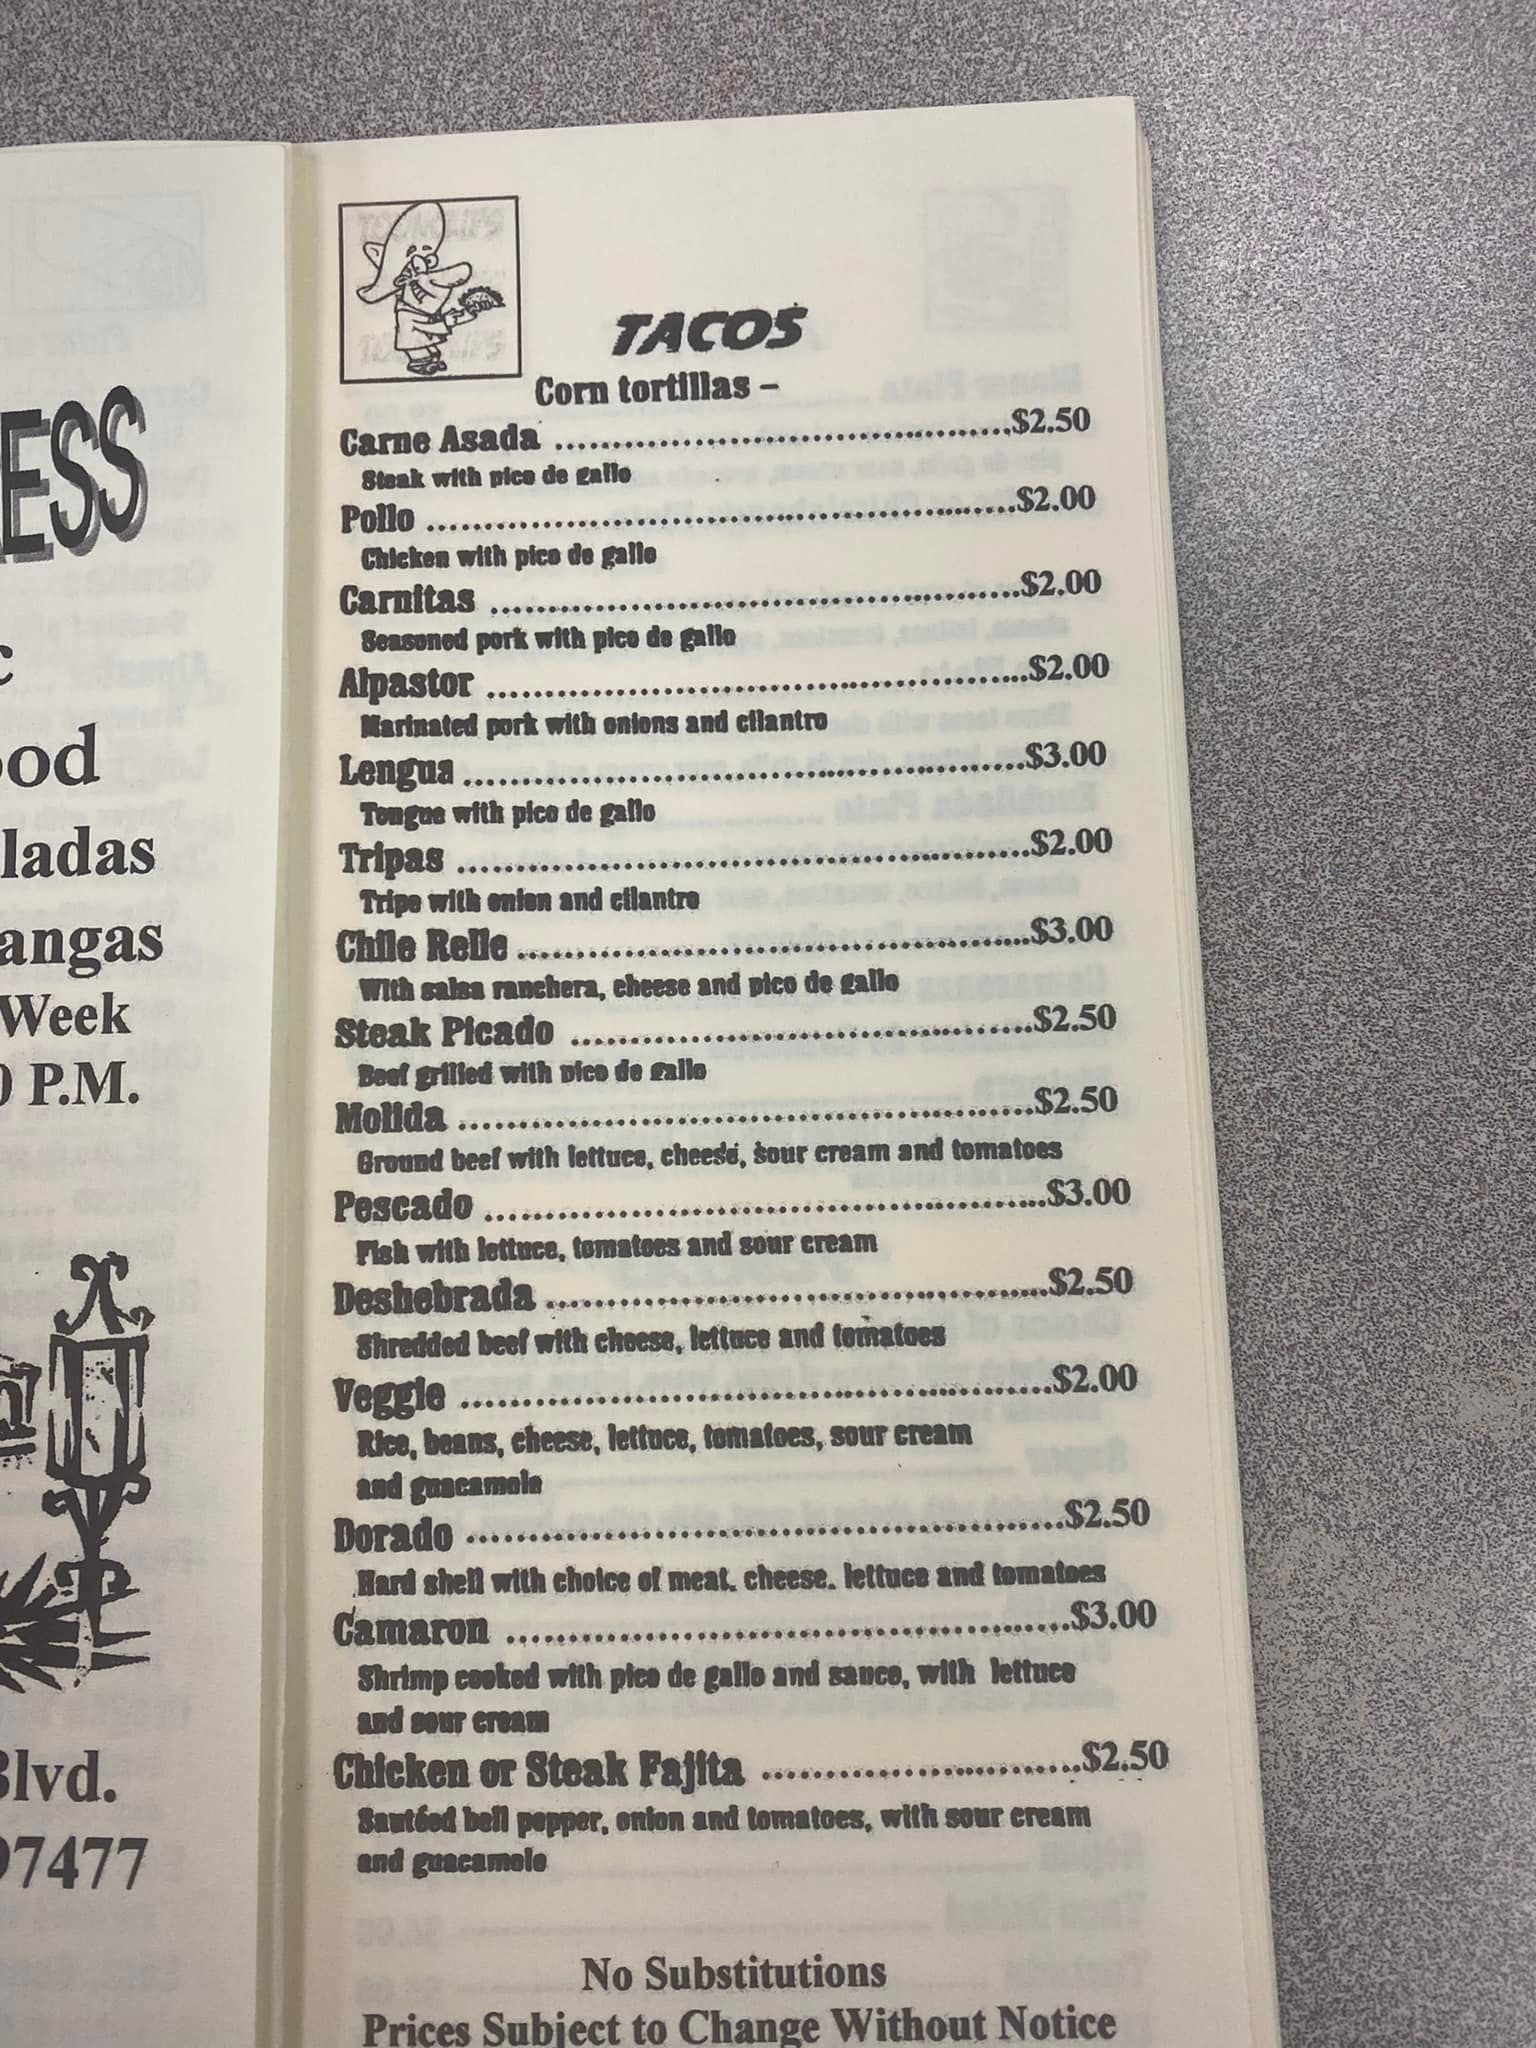 ESS
ood
ladas
angas
Week
0 P.M.
Blvd.
97477
TACOS
Corn tortillas –
Carne Asada ........................................$2.50
Steak with pico de gallo
Pollo ........................................$2.00
Chicken with pico de gallo
Carnitas ........................................$2.00
Seasoned pork with pico de gallo
Alpastor ........................................$2.00
Marinated pork with onions and cilantro
Lengua ........................................$3.00
Tongue with pico de gallo
Tripas ........................................$2.00
Tripe with onion and cilantro
Chile Relle ........................................$3.00
With salsa ranchera, cheese and pico de gallo
Steak Picado ........................................$2.50
Beef grilled with pico de gallo
Molida ........................................$2.50
Ground beef with lettuce, cheese, sour cream and tomatoes
Pescado ........................................$3.00
Fish with lettuce, tomatoes and sour cream
Deshebrada ........................................$2.50
Shredded beef with cheese, lettuce and tomatoes
Veggie ........................................$2.00
Rice, beans, cheese, lettuce, tomatoes, sour cream
and guacamole
Dorado ........................................$2.50
Hard shell with choice of meat, cheese, lettuce and tomatoes
Camaron ........................................$3.00
Shrimp cooked with pico de gallo and sauce, with lettuce
and sour cream
Chicken or Steak Fajita ........................................$2.50
Sautéed bell pepper, onion and tomatoes, with sour cream
and guacamole
No Substitutions
Prices Subject to Change Without Notice